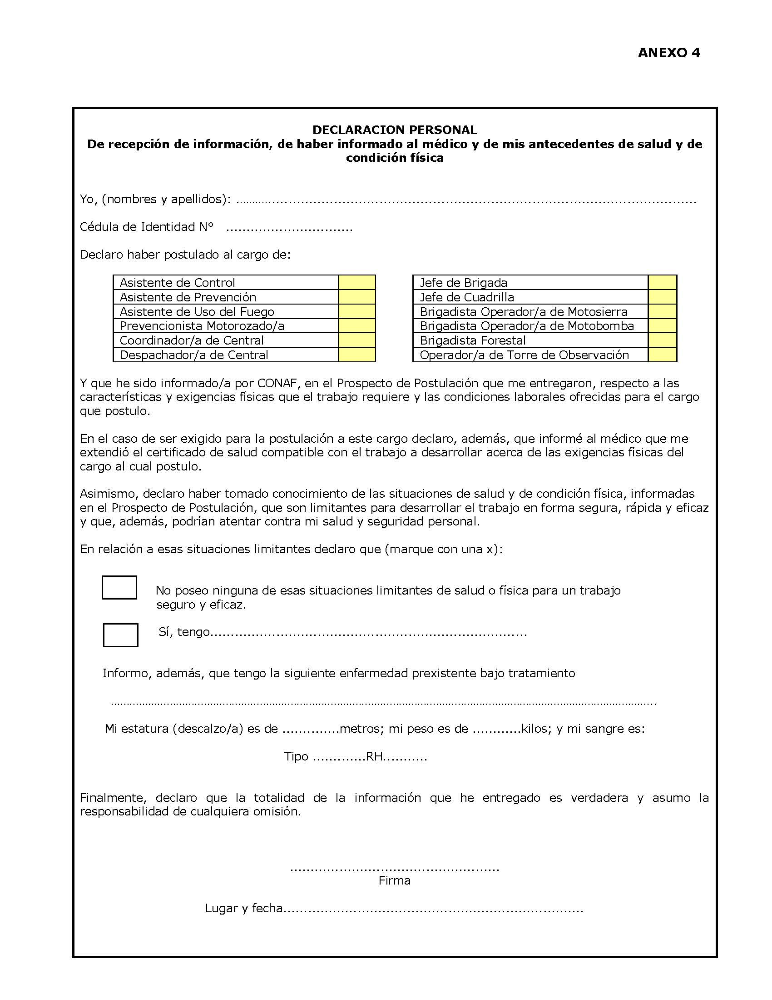 ANEXO 4
DECLARACION PERSONAL
De recepción de información, de haber informado al médico y de mis antecedentes de salud y de
condición física
Yo, (nombres y apellidos): ..............................................................................................................
Cédula de Identidad N° ...............................
Declaro haber postulado al cargo de:
Asistente de Control
Asistente de Prevención
Asistente de Uso del Fuego
Prevencionista Motorozado/a
Coordinador/a de Central
Despachador/a de Central
Jefe de Brigada
Jefe de Cuadrilla
Brigadista Operador/a de Motosierra
Brigadista Operador/a de Motobomba
Brigadista Forestal
Operador/a de Torre de Observación
Y que he sido informado/a por CONAF, en el Prospecto de Postulación que me entregaron, respecto a las
características y exigencias físicas que el trabajo requiere y las condiciones laborales ofrecidas para el cargo
que postulo.
En el caso de ser exigido para la postulación a este cargo declaro, además, que informé al médico que me
extendió el certificado de salud compatible con el trabajo a desarrollar acerca de las exigencias físicas del
cargo al cual postulo.
Asimismo, declaro haber tomado conocimiento de las situaciones de salud y de condición física, informadas
en el Prospecto de Postulación, que son limitantes para desarrollar el trabajo en forma segura, rápida y eficaz
y que, además, podrían atentar contra mi salud y seguridad personal.
En relación a esas situaciones limitantes declaro que (marque con una x):
No poseo ninguna de esas situaciones limitantes de salud o física para un trabajo
seguro y eficaz.
Sí, tengo.............................................................................
Informo, además, que tengo la siguiente enfermedad prexistente bajo tratamiento
....................................................................................................................................
Mi estatura (descalzo/a) es de ..............metros; mi peso es de ............kilos; y mi sangre es:
Tipo .............RH...........
Finalmente, declaro que la totalidad de la información que he entregado es verdadera y asumo la
responsabilidad de cualquiera omisión.
...................................................
Firma
Lugar y fecha.........................................................................